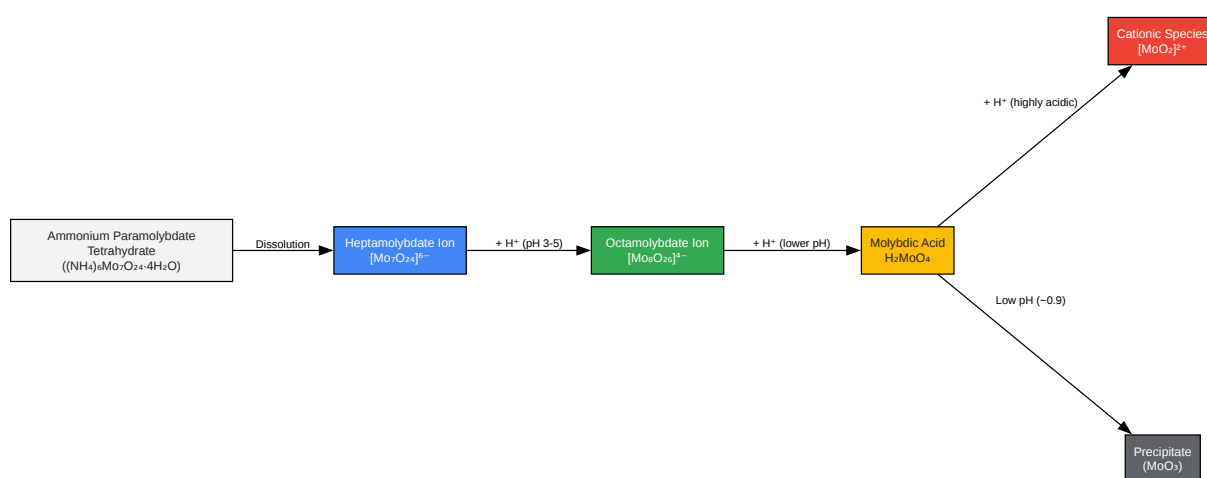 Cationic Species
[MoO₂]²⁺
+ H⁺ (highly acidic)
Ammonium Paramolybdate
Tetrahydrate
((NH₄)₆Mo₇O₂₄·4H₂O)
Dissolution
Heptamolybdate Ion
[Mo₇O₂₄]⁶⁻
+ H⁺ (pH 3-5)
Octamolybdate Ion
[Mo₈O₂₆]⁴⁻
+ H⁺ (lower pH)
Molybdic Acid
H₂MoO₄
Low pH (~0.9)
Precipitate
(MoO₃)